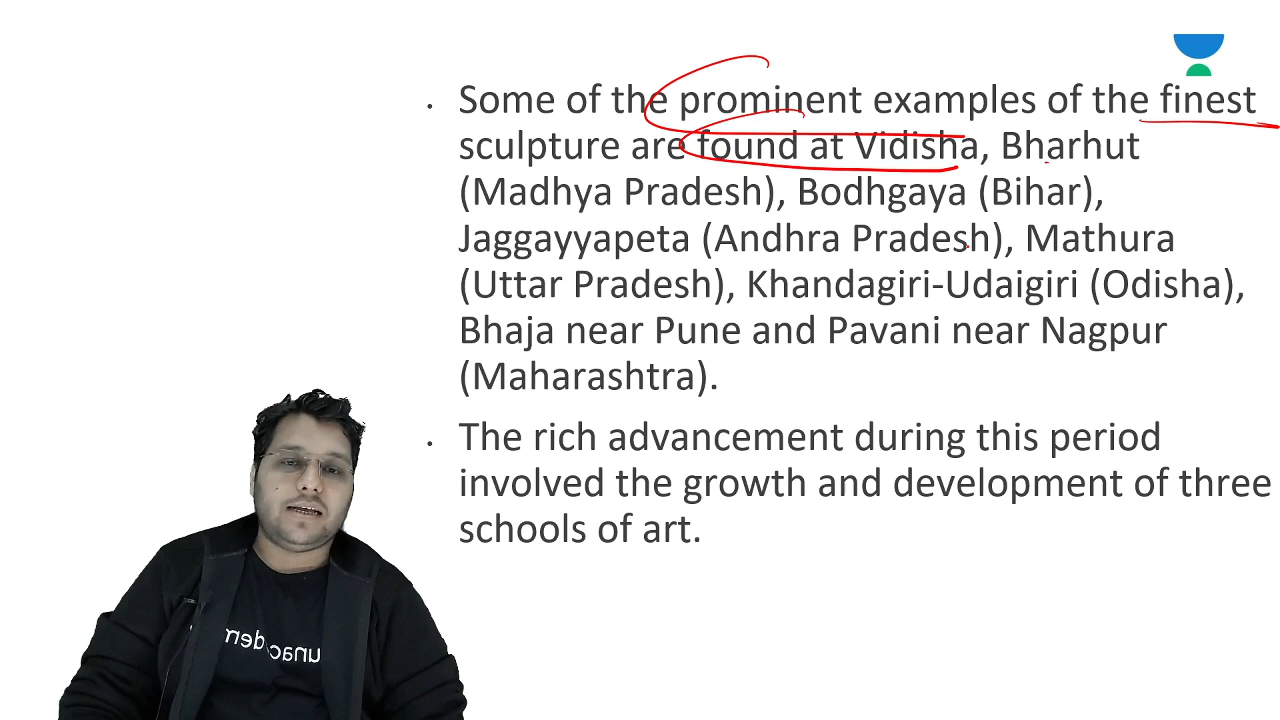 Some of the prominent examples of the finest
sculpture are found at Vidisha, Bharhut
(Madhya Pradesh), Bodhgaya (Bihar),
Jaggayyapeta (Andhra Pradesh), Mathura
(Uttar Pradesh), Khandagiri-Udaigiri (Odisha),
Bhaja near Pune and Pavani near Nagpur
(Maharashtra).
The rich advancement during this period
involved the growth and development of three
schools of art.
unacadem